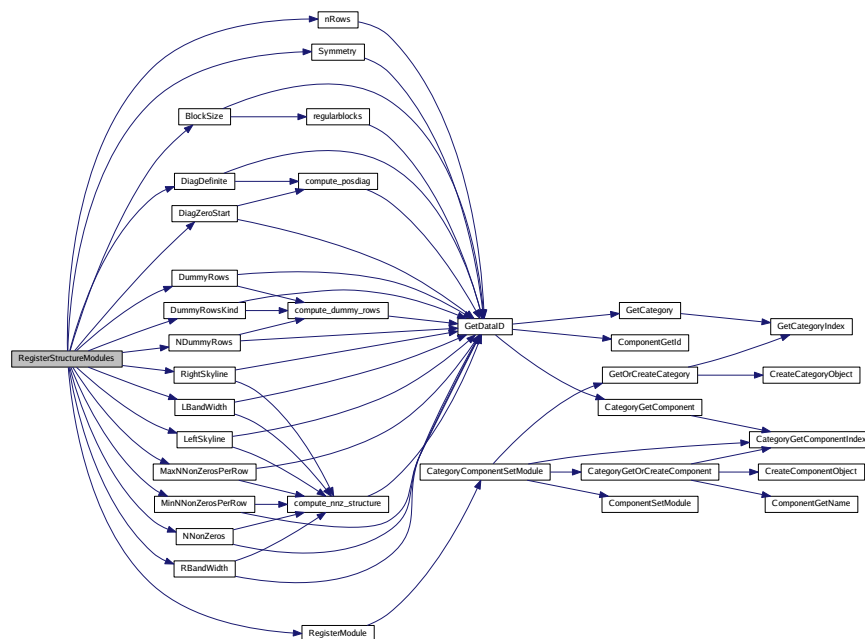 nRows
Symmetry
BlockSize
regularblocks
DiagDefinite
compute_posdiag
DiagZeroStart
DummyRows
DummyRowsKind
compute_dummy_rows
NDummyRows
RegisterStructureModules
RightSkyline
LBandWidth
LeftSkyline
MaxNNonZerosPerRow
MinNNonZerosPerRow
compute_nnz_structure
NNonZeros
RBandWidth
RegisterModule
GetDataID
GetCategory
ComponentGetId
GetCategoryIndex
GetOrCreateCategory
CreateCategoryObject
CategoryGetComponent
CategoryGetComponentIndex
CategoryComponentSetModule
CategoryGetOrCreateComponent
CreateComponentObject
ComponentSetModule
ComponentGetName